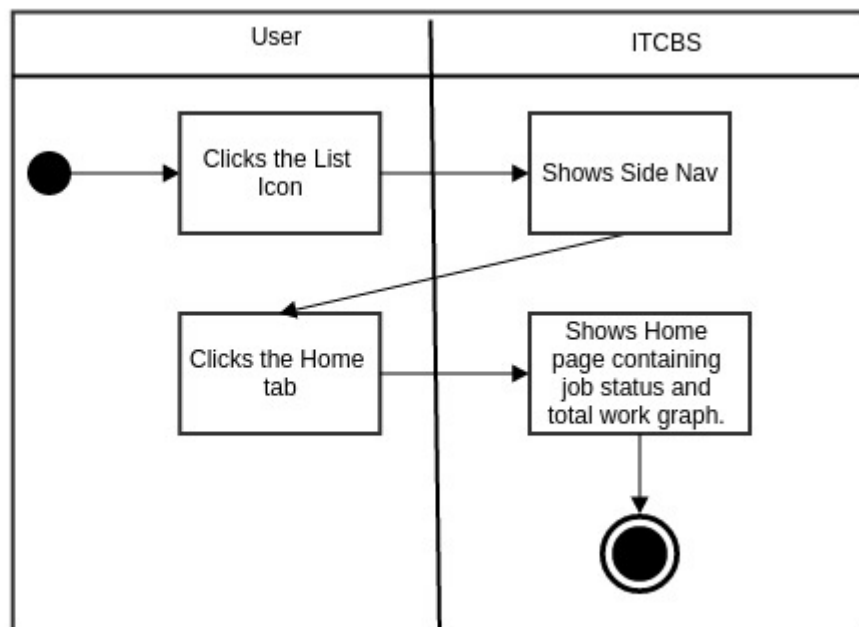 User
ITCBS
Clicks the List
Icon
Shows Side Nav
Clicks the Home
tab
Shows Home
page containing
job status and
total work graph.